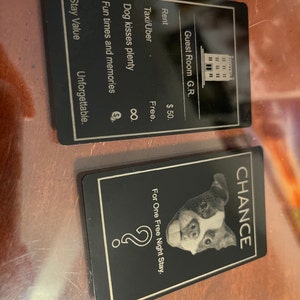 Guest Room G.R.
Rent $ 50.
Taxi/Uber Free.
Dog kisses plenty ∞
Fun times and memories
Stay Value Unforgettable.
CHANCE
For One Free Night Stay.
?